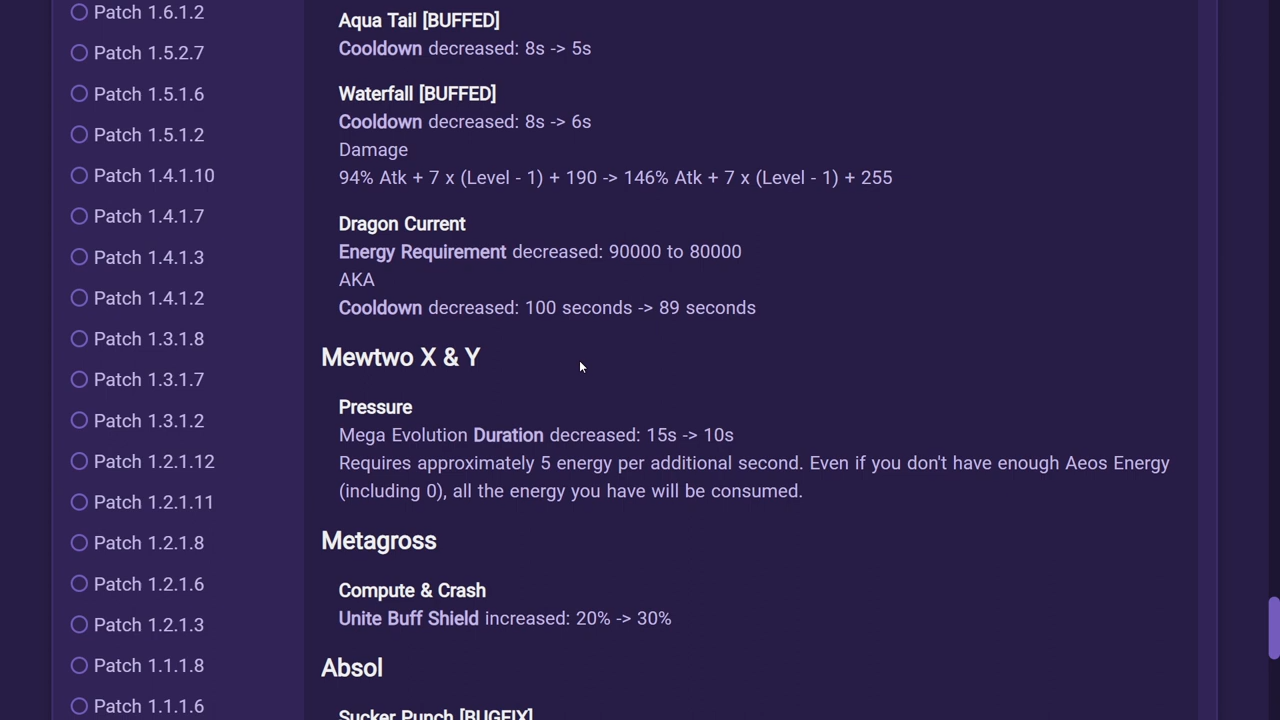 Patch 1.6.1.2
Patch 1.5.2.7
Patch 1.5.1.6
Patch 1.5.1.2
Patch 1.4.1.10
Patch 1.4.1.7
Patch 1.4.1.3
Patch 1.4.1.2
Patch 1.3.1.8
Patch 1.3.1.7
Patch 1.3.1.2
Patch 1.2.1.12
Patch 1.2.1.11
Patch 1.2.1.8
Patch 1.2.1.6
Patch 1.2.1.3
Patch 1.1.1.8
Patch 1.1.1.6
Aqua Tail [BUFFED]
Cooldown decreased: 8s -> 5s
Waterfall [BUFFED]
Cooldown decreased: 8s -> 6s
Damage
94% Atk + 7 x (Level - 1) + 190 -> 146% Atk + 7 x (Level - 1) + 255
Dragon Current
Energy Requirement decreased: 90000 to 80000
AKA
Cooldown decreased: 100 seconds -> 89 seconds
Mewtwo X & Y
Pressure
Mega Evolution Duration decreased: 15s -> 10s
Requires approximately 5 energy per additional second. Even if you don't have enough Aeos Energy
(including 0), all the energy you have will be consumed.
Metagross
Compute & Crash
Unite Buff Shield increased: 20% -> 30%
Absol
Sucker Punch [BUGFIX]